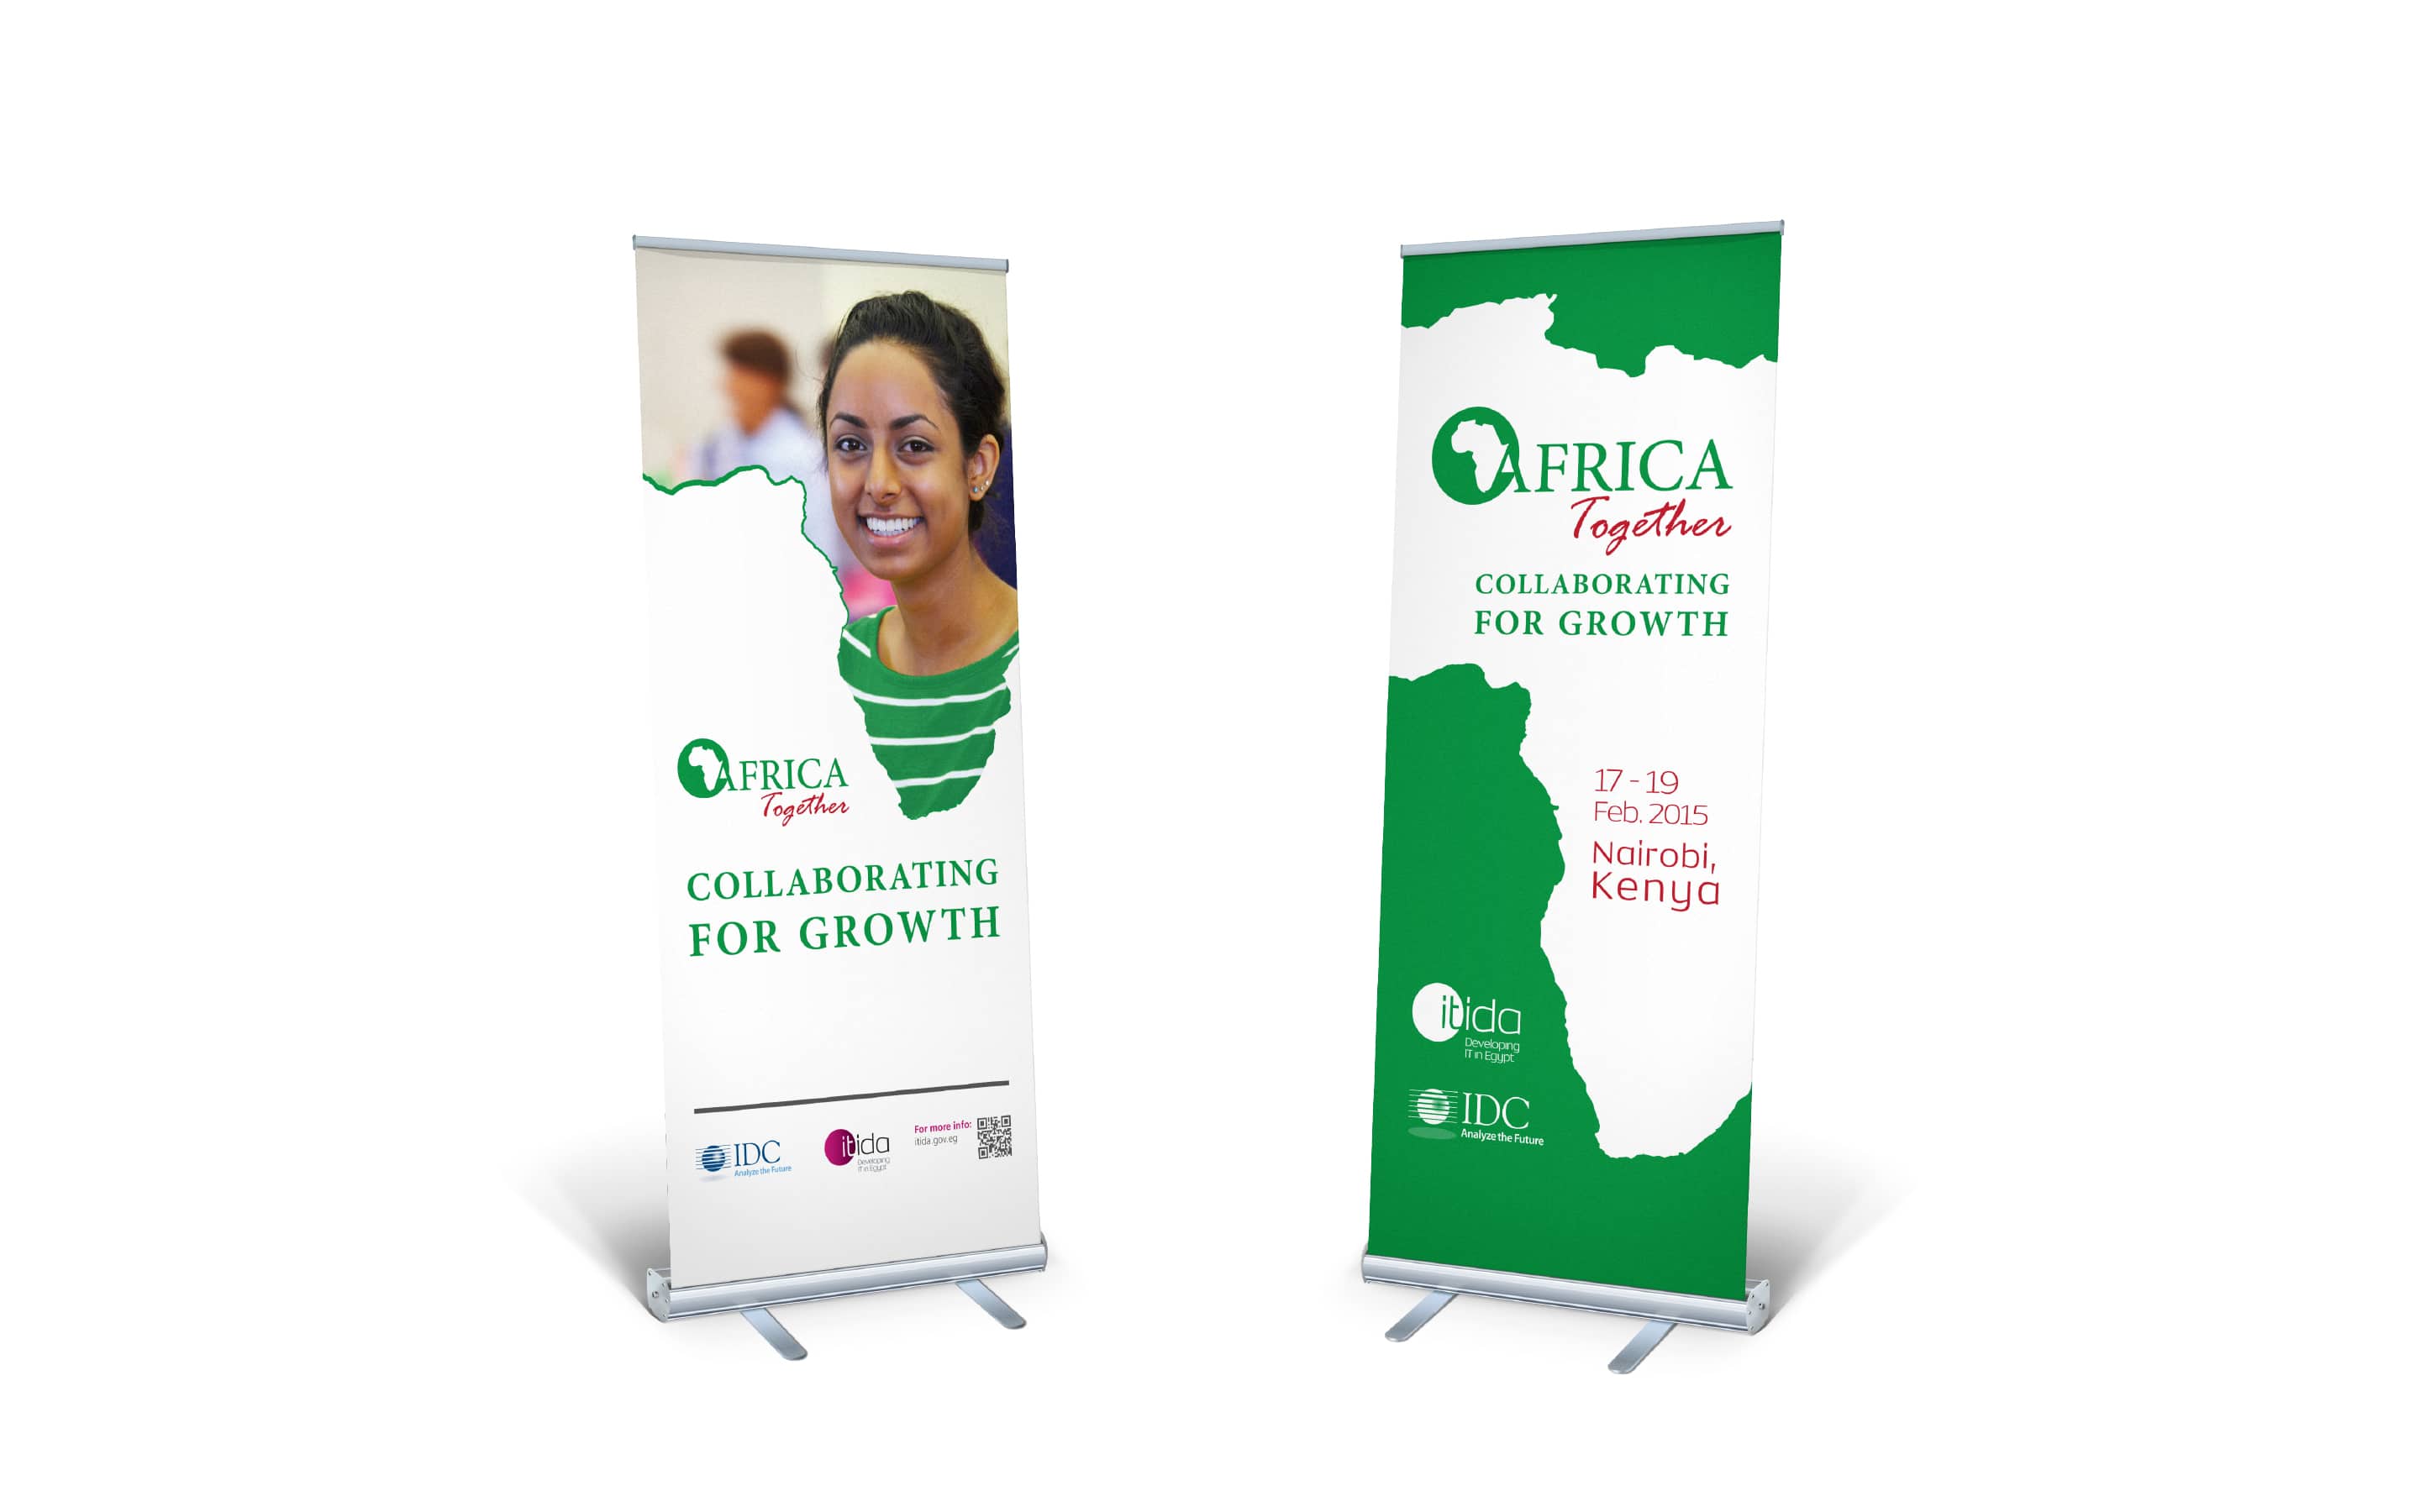 AFRICA
Together
COLLABORATING
FOR GROWTH
IDC
Analyze the Future
itida
Developing
IT in Egypt
For more info:
itida.gov.eg
AFRICA
Together
COLLABORATING
FOR GROWTH
17 - 19
Feb. 2015
Nairobi,
Kenya
itida
Developing
IT in Egypt
IDC
Analyze the Future